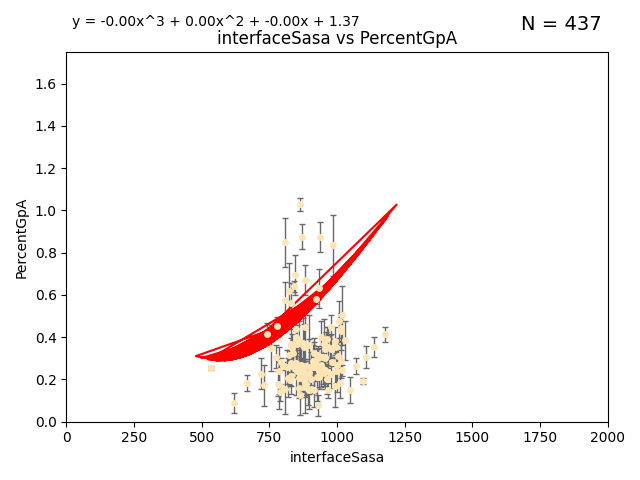 y = -0.00x^3 + 0.00x^2 + -0.00x + 1.37
N = 437
interfaceSasa vs PercentGpA
PercentGpA
1.6
1.4
1.2
1.0
0.8
0.6
0.4
0.2
0.0
0 250 500 750 1000 1250 1500 1750 2000
interfaceSasa